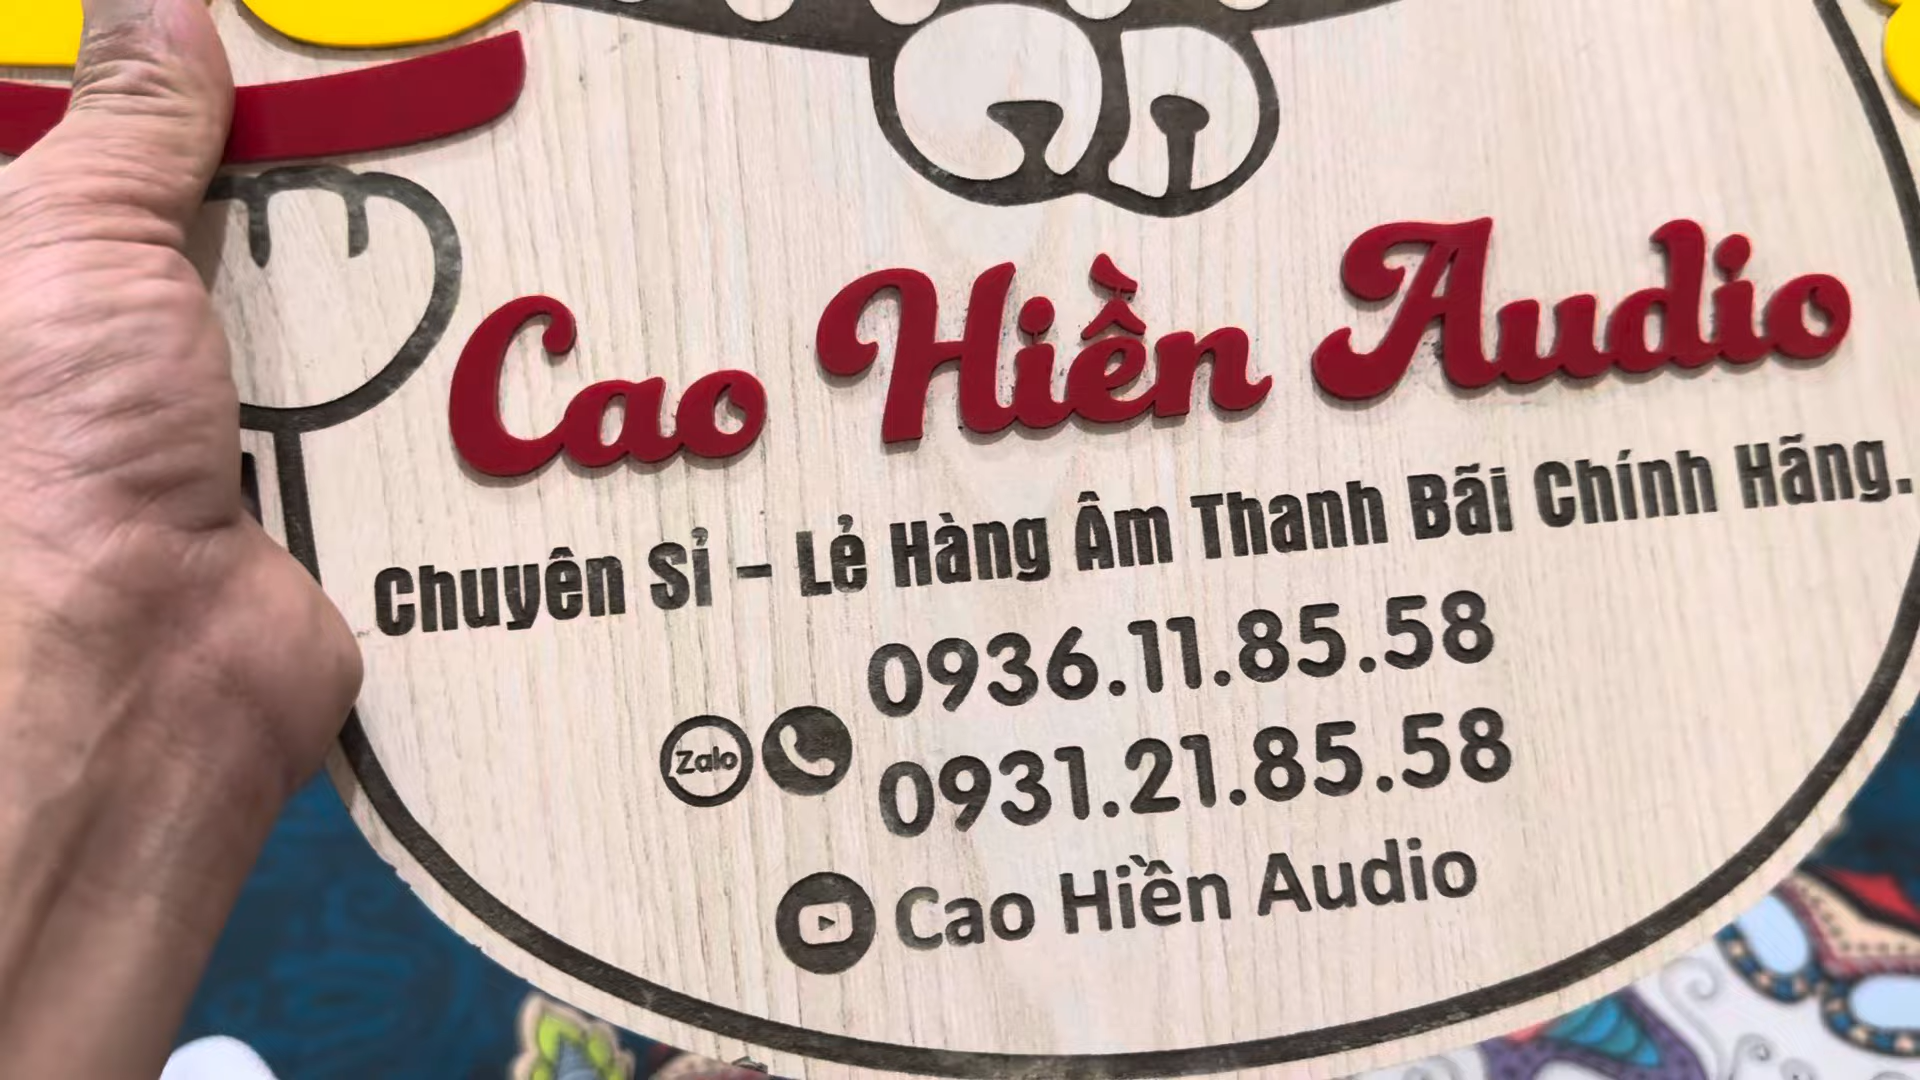 Cao Hiền Audio
Chuyên Sỉ - Lẻ Hàng Âm Thanh Bãi Chính Hãng.
0936.11.85.58
Zalo
0931.21.85.58
Cao Hiền Audio